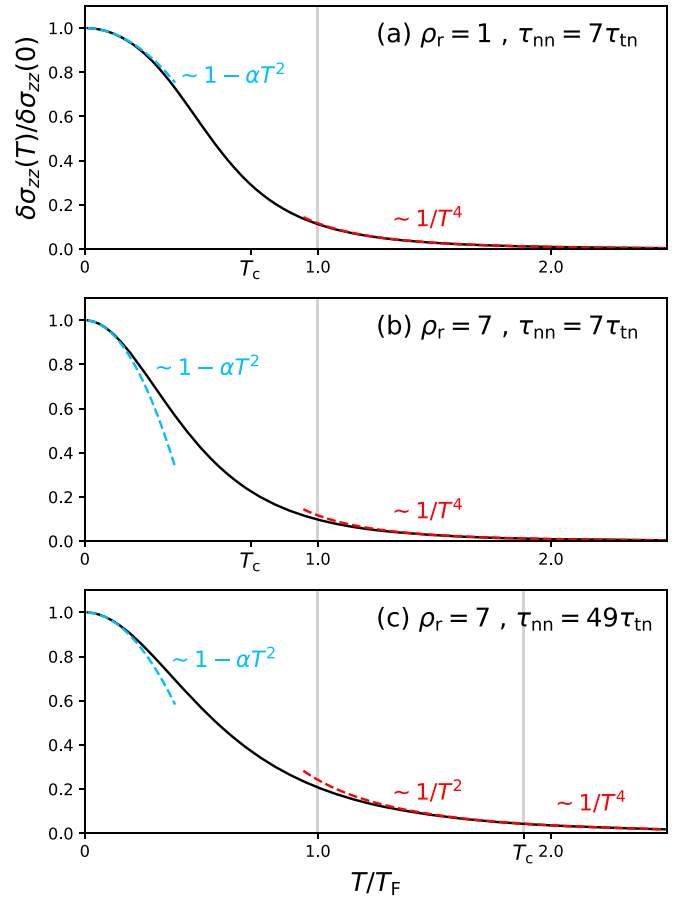 δσzz(T)/δσzz(0)
(a) ρr = 1 , τnn = 7τtn
~ 1 − αT²
~ 1/T⁴
1.0
0.8
0.6
0.4
0.2
0.0
0 Tc 1.0 2.0
(b) ρr = 7 , τnn = 7τtn
~ 1 − αT²
~ 1/T⁴
1.0
0.8
0.6
0.4
0.2
0.0
0 Tc 1.0 2.0
(c) ρr = 7 , τnn = 49τtn
~ 1 − αT²
~ 1/T² ~ 1/T⁴
1.0
0.8
0.6
0.4
0.2
0.0
0 1.0 Tc 2.0
T/TF